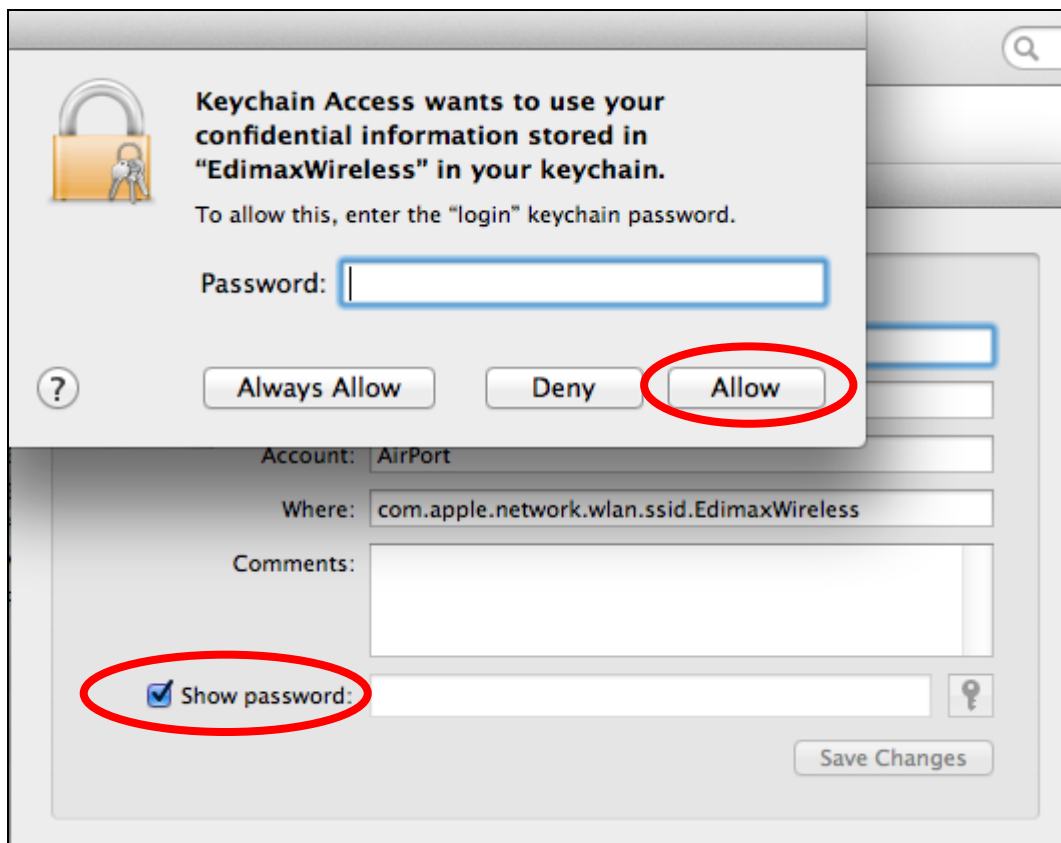 Keychain Access wants to use your
confidential information stored in
“EdimaxWireless” in your keychain.
To allow this, enter the “login” keychain password.
Password:
?
Always Allow
Deny
Allow
Account: AirPort
Where: com.apple.network.wlan.ssid.EdimaxWireless
Comments:
Show password:
Save Changes